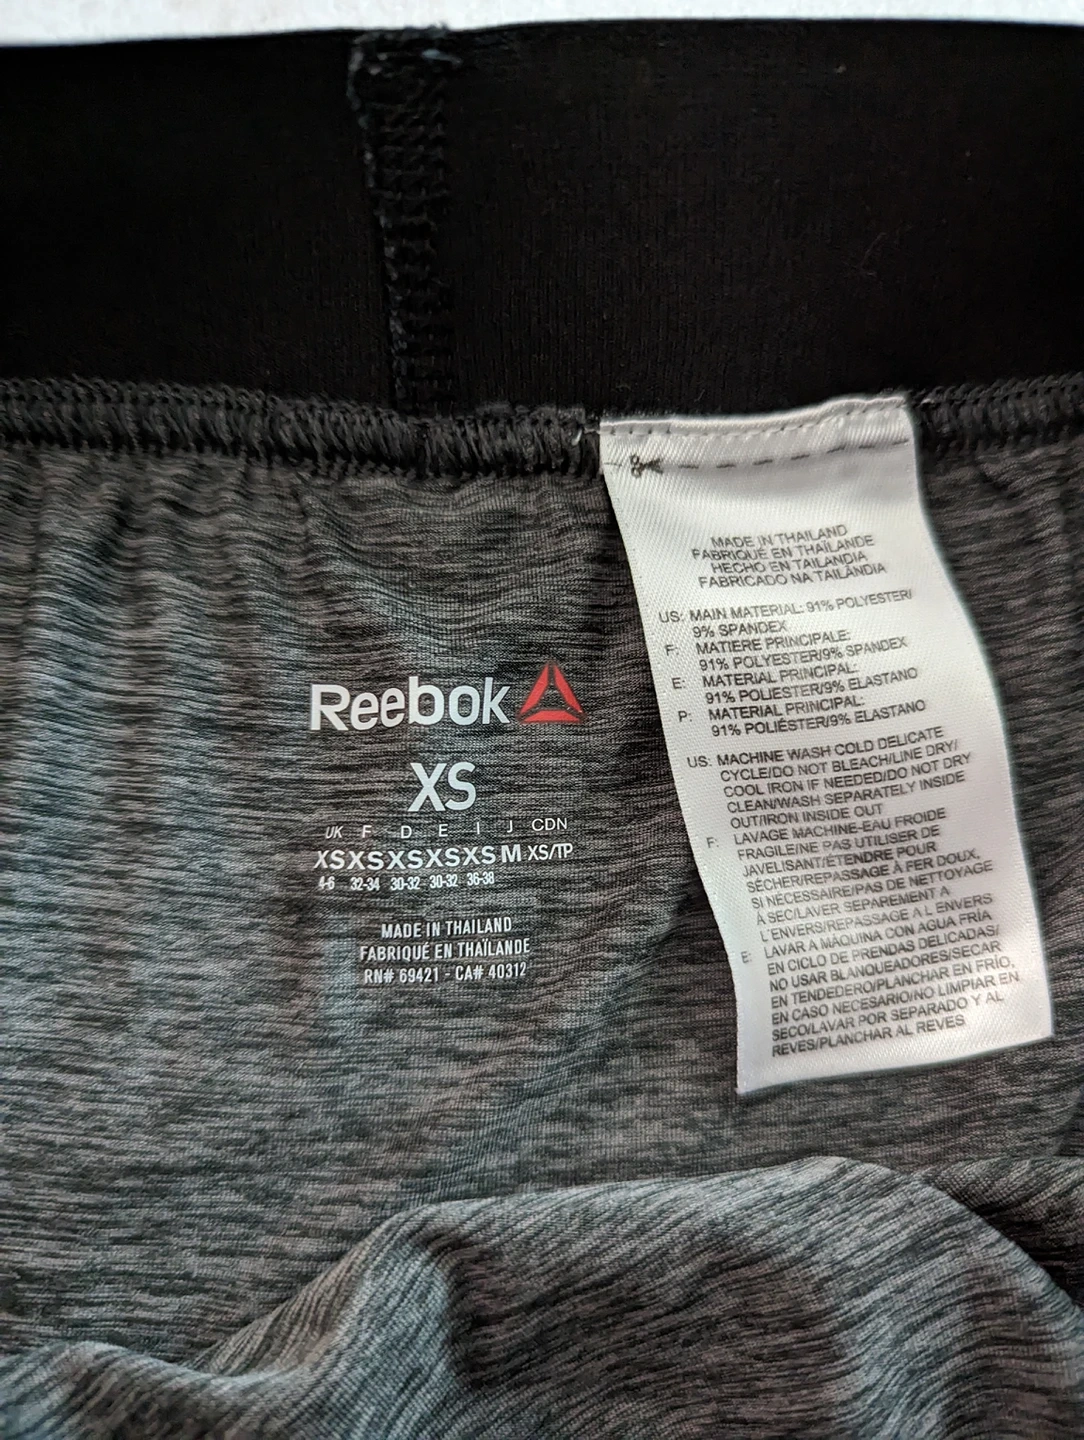 Reebok
XS
UK F D E I J CDN
XS XS XS XS XS M XS/TP
4-6 32-34 30-32 30-32 36-38
MADE IN THAILAND
FABRIQUÉ EN THAÏLANDE
RN# 69421 - CA# 40312
MADE IN THAILAND
FABRIQUÉ EN THAÏLANDE
HECHO EN TAILANDIA
FABRICADO NA TAILÂNDIA
US: MAIN MATERIAL: 91% POLYESTER/
9% SPANDEX
F: MATIERE PRINCIPALE:
91% POLYESTER/9% SPANDEX
E: MATERIAL PRINCIPAL:
91% POLIESTER/9% ELASTANO
P: MATERIAL PRINCIPAL:
91% POLIÉSTER/9% ELASTANO
US: MACHINE WASH COLD DELICATE
CYCLE/DO NOT BLEACH/LINE DRY/
COOL IRON IF NEEDED/DO NOT DRY
CLEAN/WASH SEPARATELY INSIDE
OUT/IRON INSIDE OUT
F: LAVAGE MACHINE-EAU FROIDE
FRAGILE/NE PAS UTILISER DE
JAVELISANT/ÉTENDRE POUR
SÉCHER/REPASSAGE À FER DOUX,
SI NÉCESSAIRE/PAS DE NETTOYAGE
À SEC/LAVER SEPAREMENT A
L'ENVERS/REPASSAGE A L ENVERS
E: LAVAR A MÁQUINA CON AGUA FRÍA
EN CICLO DE PRENDAS DELICADAS/
NO USAR BLANQUEADORES/SECAR
EN TENDEDERO/PLANCHAR EN FRÍO,
EN CASO NECESARIO/NO LIMPIAR EN
SECO/LAVAR POR SEPARADO Y AL
REVES/PLANCHAR AL REVES